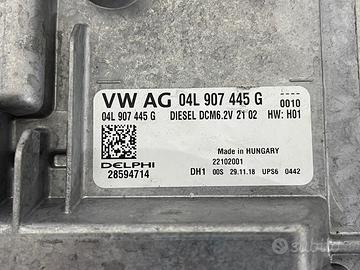 VW AG 04L 907 445 G
0010
04L 907 445 G DIESEL DCM6.2V 21 02 HW: H01
Made in HUNGARY
22102001
DELPHI
28594714
DH1 00S 29.11.18 UPS6 0442
subito